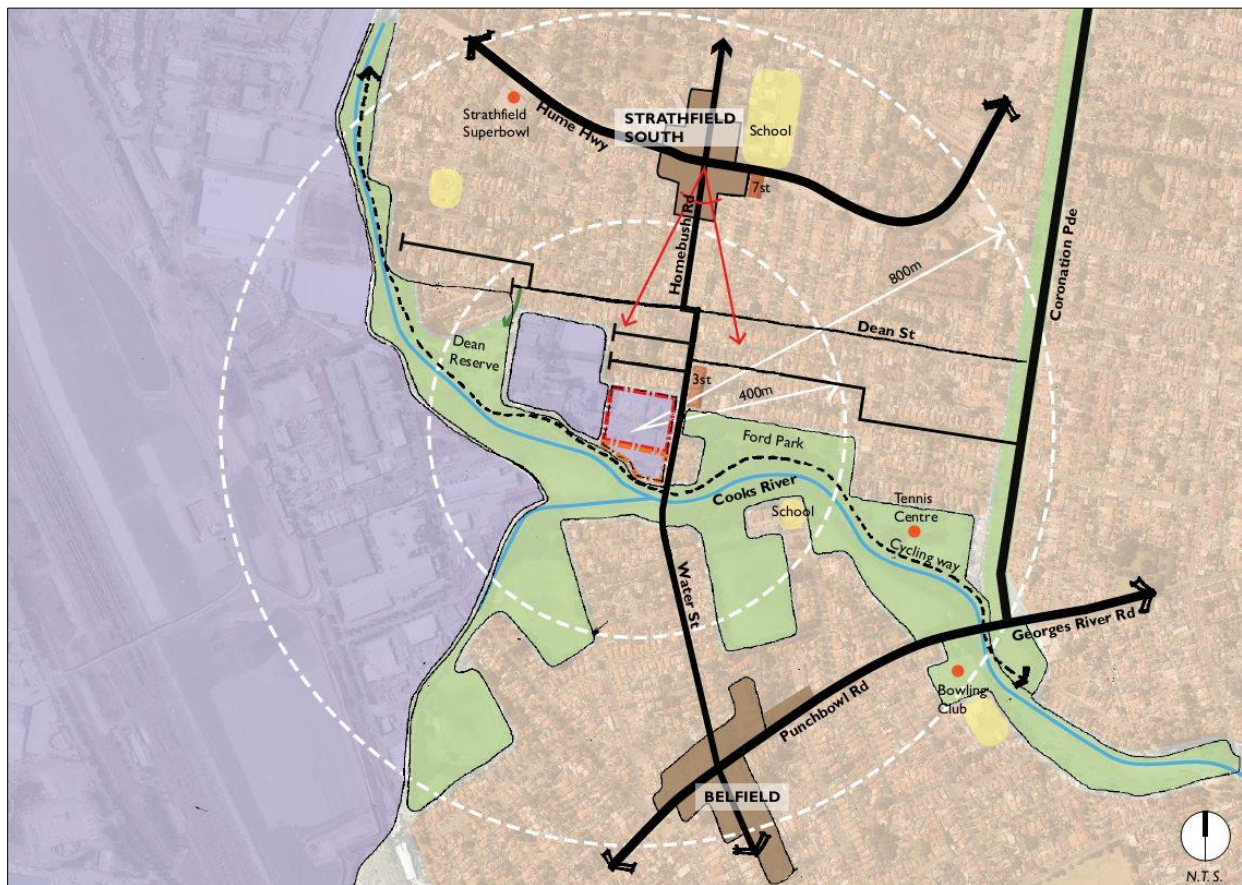 Strathfield
Superbowl
Hume Hwy
STRATHFIELD
SOUTH
School
7st
Homebush Rd
800m
Coronation Pde
Dean St
Dean
Reserve
3st
400m
Ford Park
Cooks River
School
Tennis
Centre
Cycling way
Water St
Georges River Rd
Punchbowl Rd
Bowling
Club
BELFIELD
N.T.S.